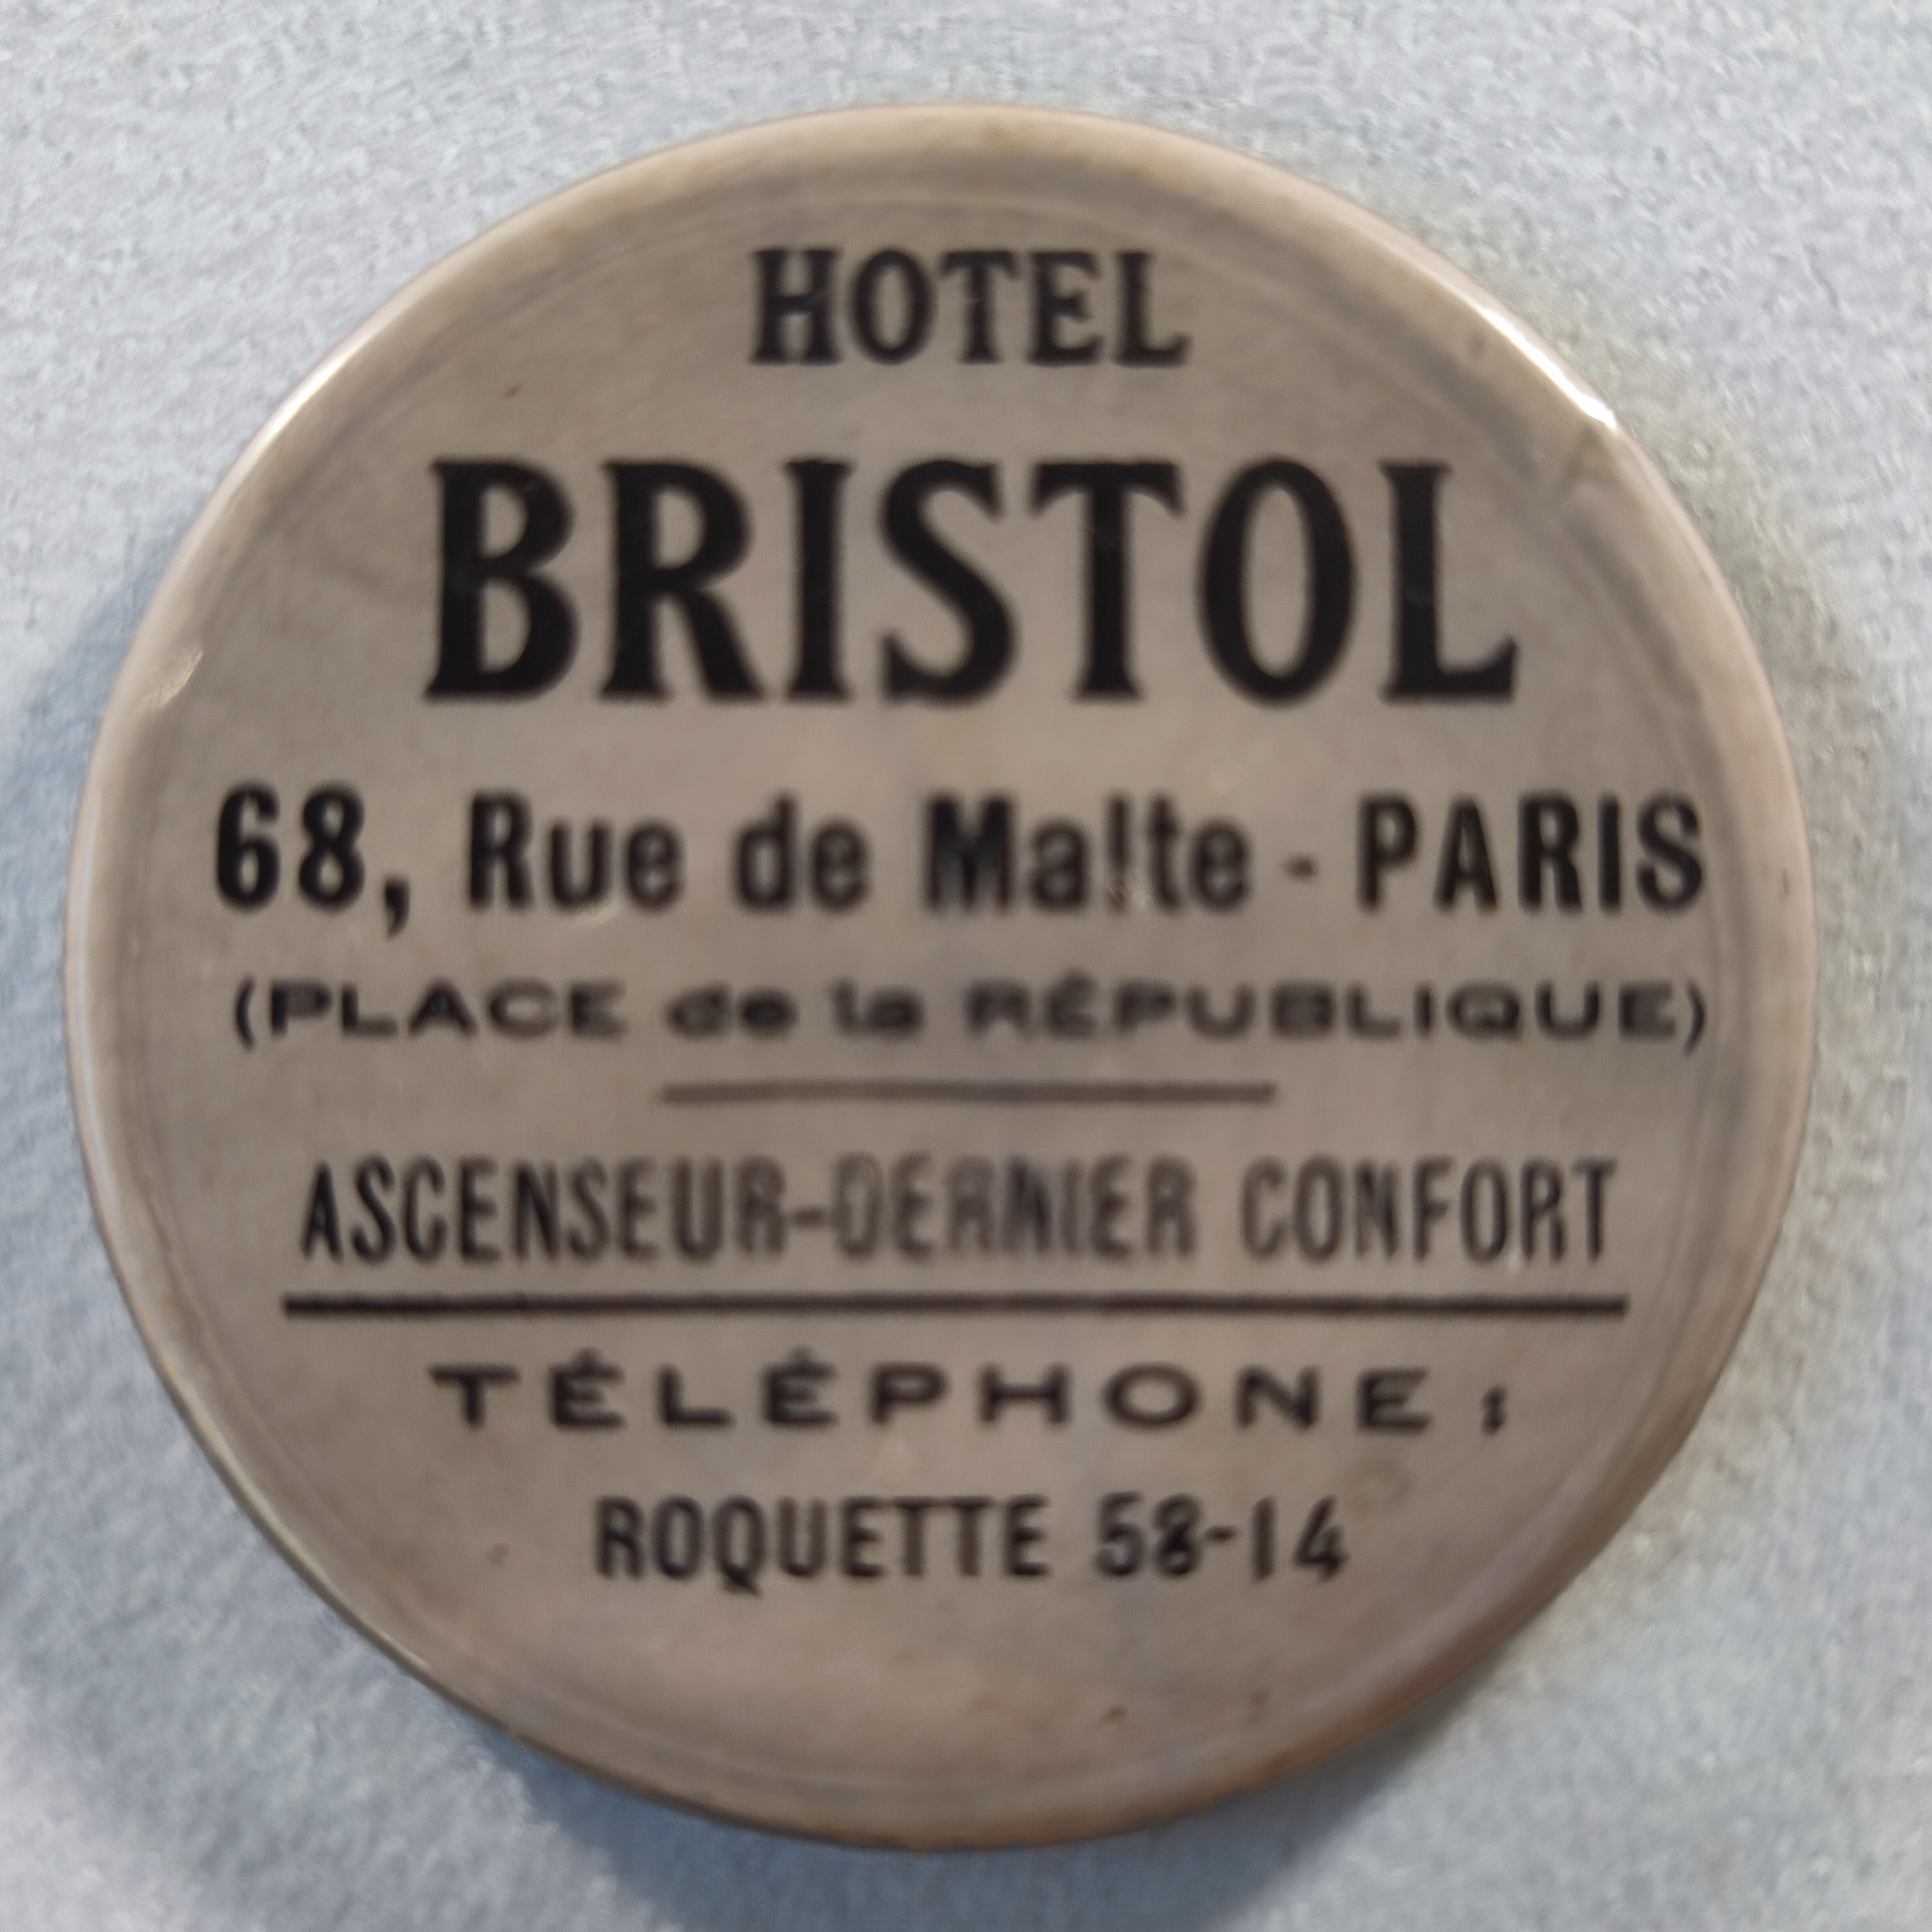 HOTEL
BRISTOL
68, Rue de Malte - PARIS
(PLACE de la RÉPUBLIQUE)
ASCENSEUR-DERNIER CONFORT
TÉLÉPHONE :
ROQUETTE 58-14